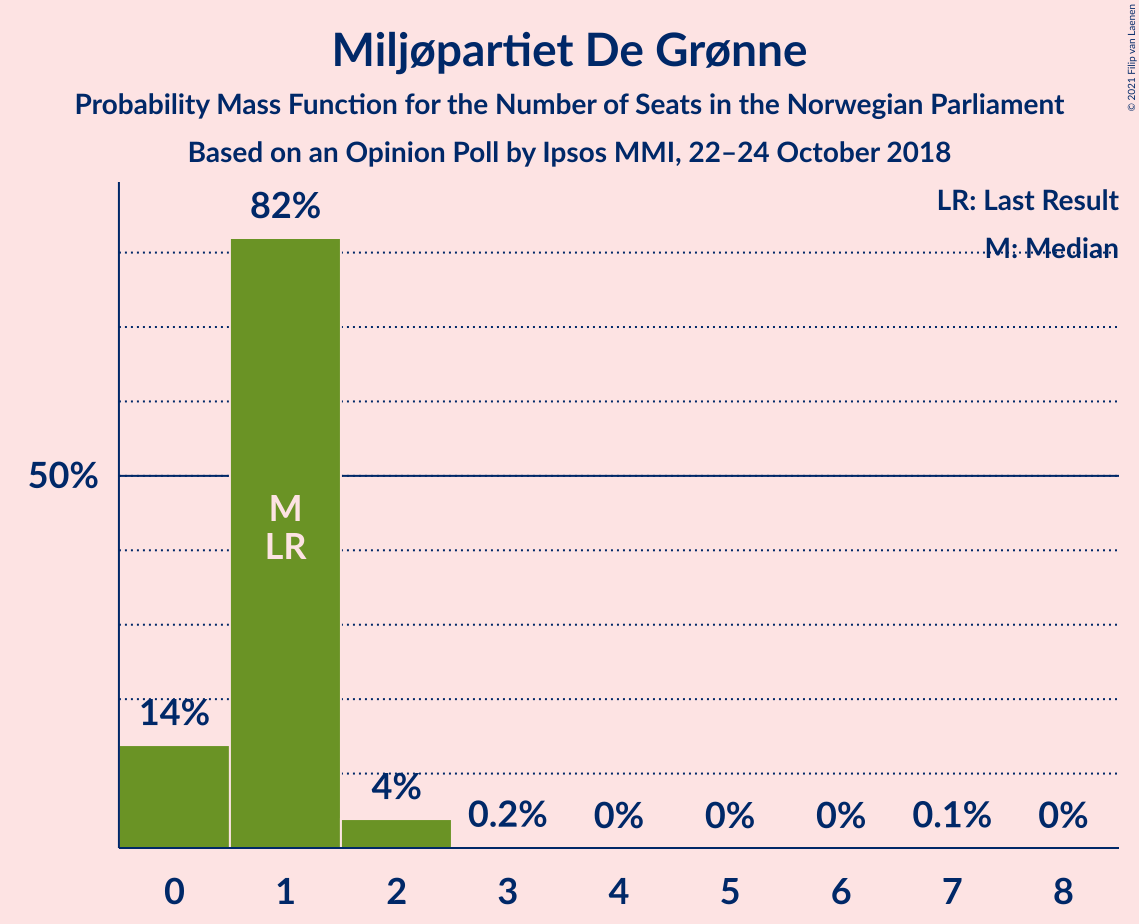 Miljøpartiet De Grønne
Probability Mass Function for the Number of Seats in the Norwegian Parliament
Based on an Opinion Poll by Ipsos MMI, 22–24 October 2018
© 2021 Filip van Laenen
LR: Last Result
M: Median
82%
50%
M
LR
14%
4%
0.2%
0%
0%
0%
0.1%
0%
0 1 2 3 4 5 6 7 8